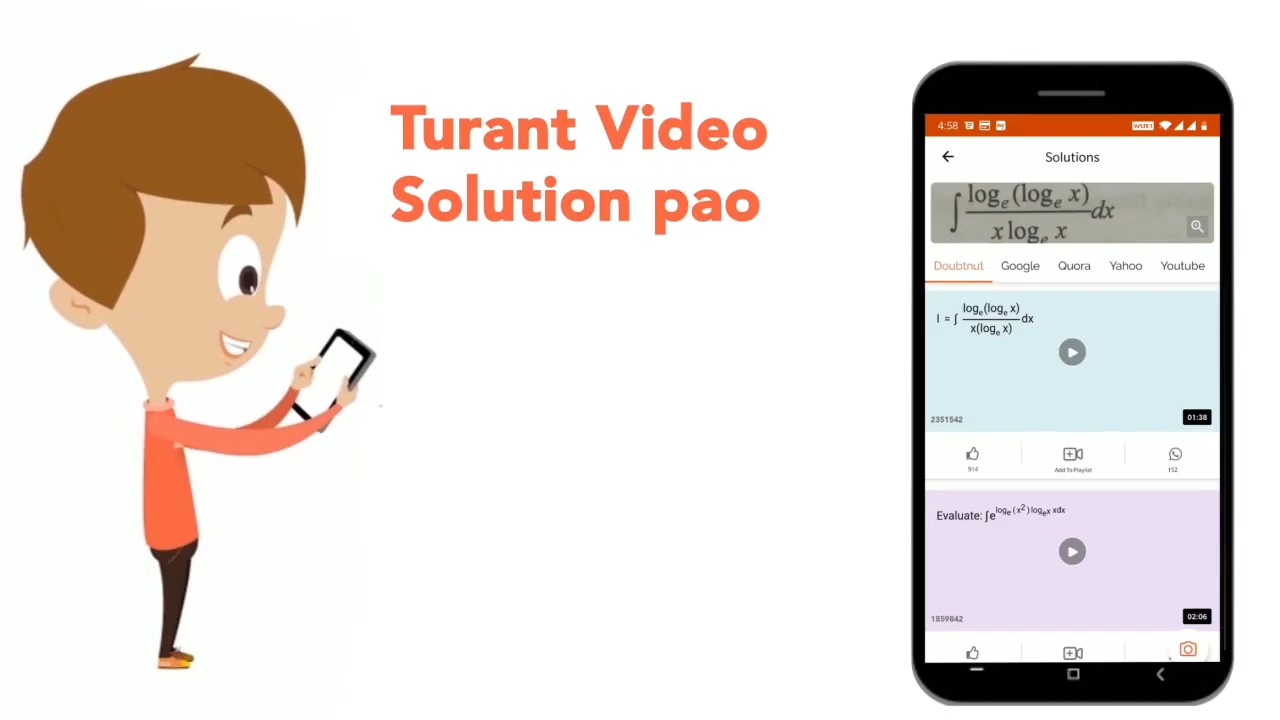 Turant Video
Solution pao
4:58
Solutions
∫ logₑ(logₑ x) / x logₑ x dx
Doubtnut Google Quora Yahoo Youtube
I = ∫ logₑ(logₑ x) / x(logₑ x) dx
2351542 01:38
914 Add To Playlist 152
Evaluate: ∫e^logₑ(x²)logₑx xdx
1859842 02:06